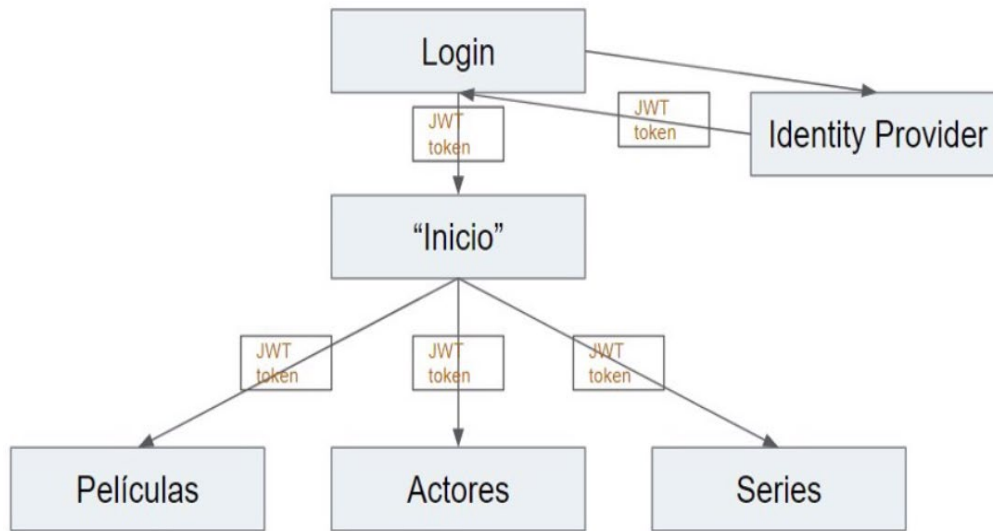 Login
JWT
token
JWT
token
Identity Provider
“Inicio”
JWT
token
JWT
token
JWT
token
Películas
Actores
Series